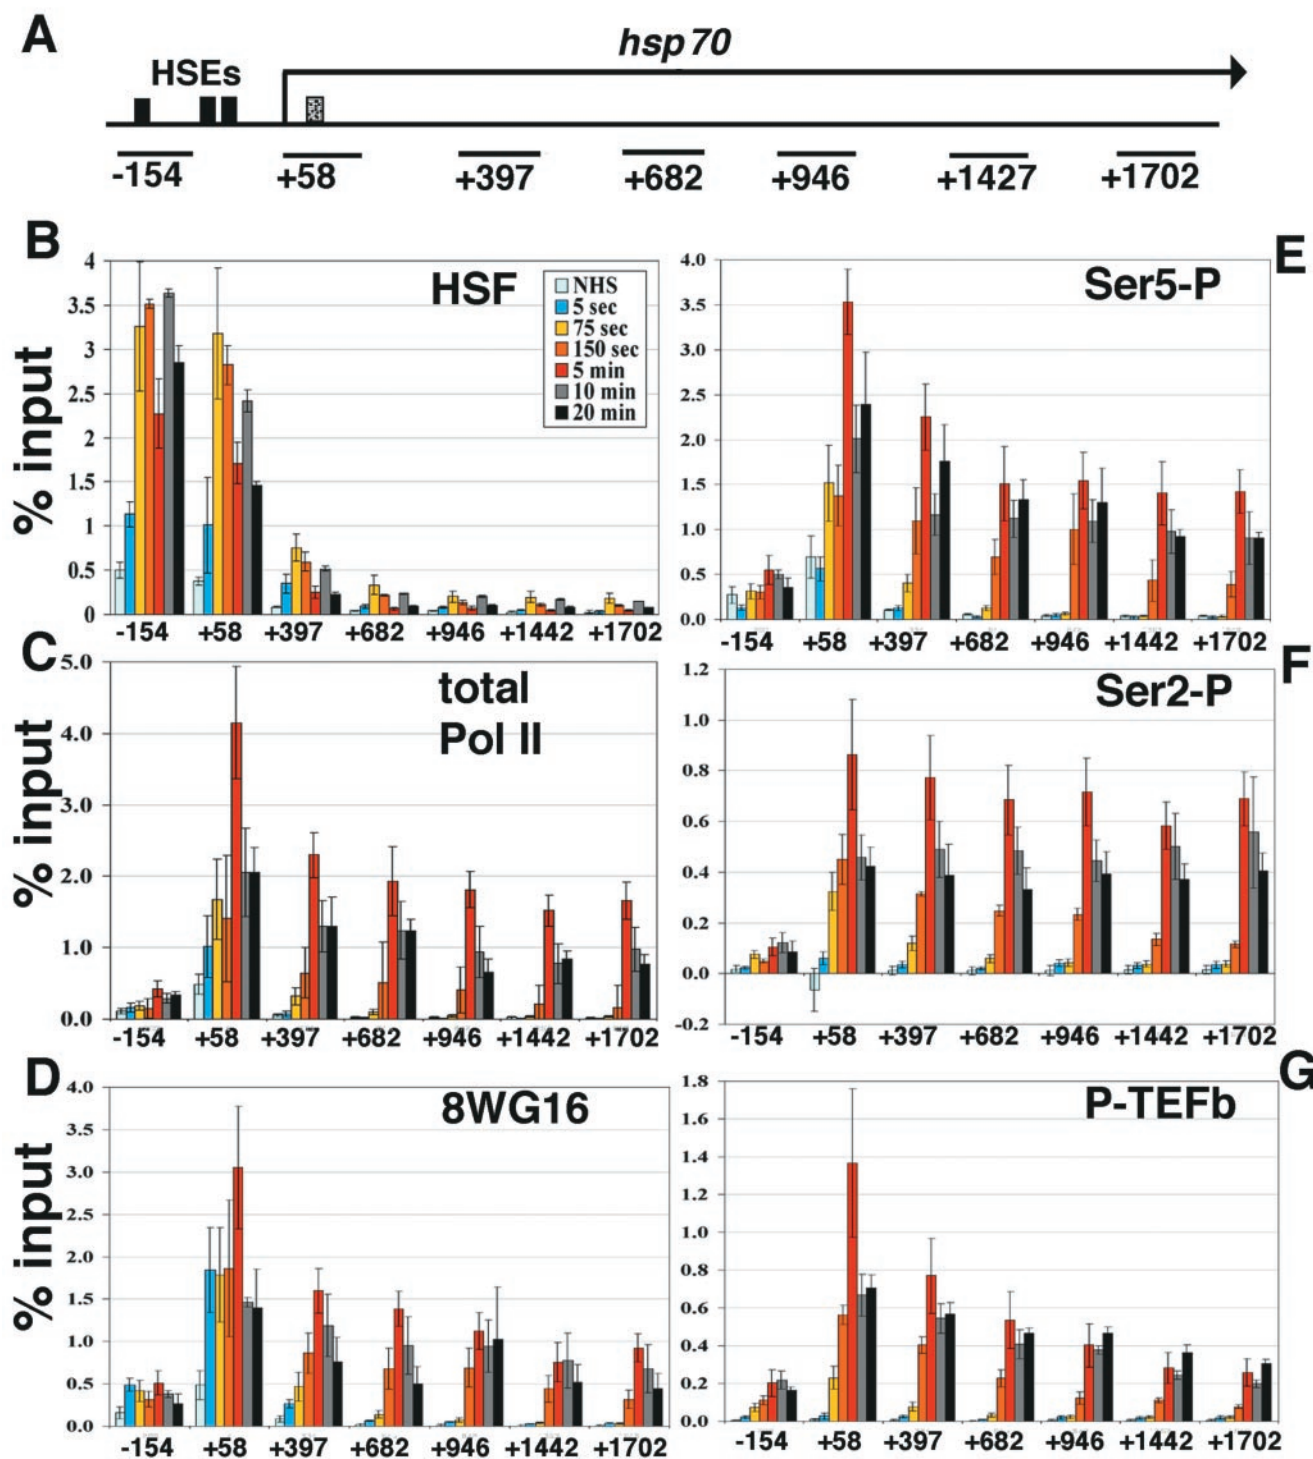 A
hsp70
HSEs
-154 +58 +397 +682 +946 +1427 +1702
B
HSF
% input
4
3.5
3
2.5
2
1.5
1
0.5
0
NHS
5 sec
75 sec
150 sec
5 min
10 min
20 min
-154 +58 +397 +682 +946 +1442 +1702
E
Ser5-P
4.0
3.5
3.0
2.5
2.0
1.5
1.0
0.5
0.0
-154 +58 +397 +682 +946 +1442 +1702
C
total
Pol II
% input
5.0
4.0
3.0
2.0
1.0
0.0
-154 +58 +397 +682 +946 +1442 +1702
F
Ser2-P
1.2
1.0
0.8
0.6
0.4
0.2
0.0
-0.2
-154 +58 +397 +682 +946 +1442 +1702
D
8WG16
% input
4.0
3.5
3.0
2.5
2.0
1.5
1.0
0.5
0.0
-154 +58 +397 +682 +946 +1442 +1702
G
P-TEFb
1.8
1.6
1.4
1.2
1.0
0.8
0.6
0.4
0.2
0.0
-154 +58 +397 +682 +946 +1442 +1702